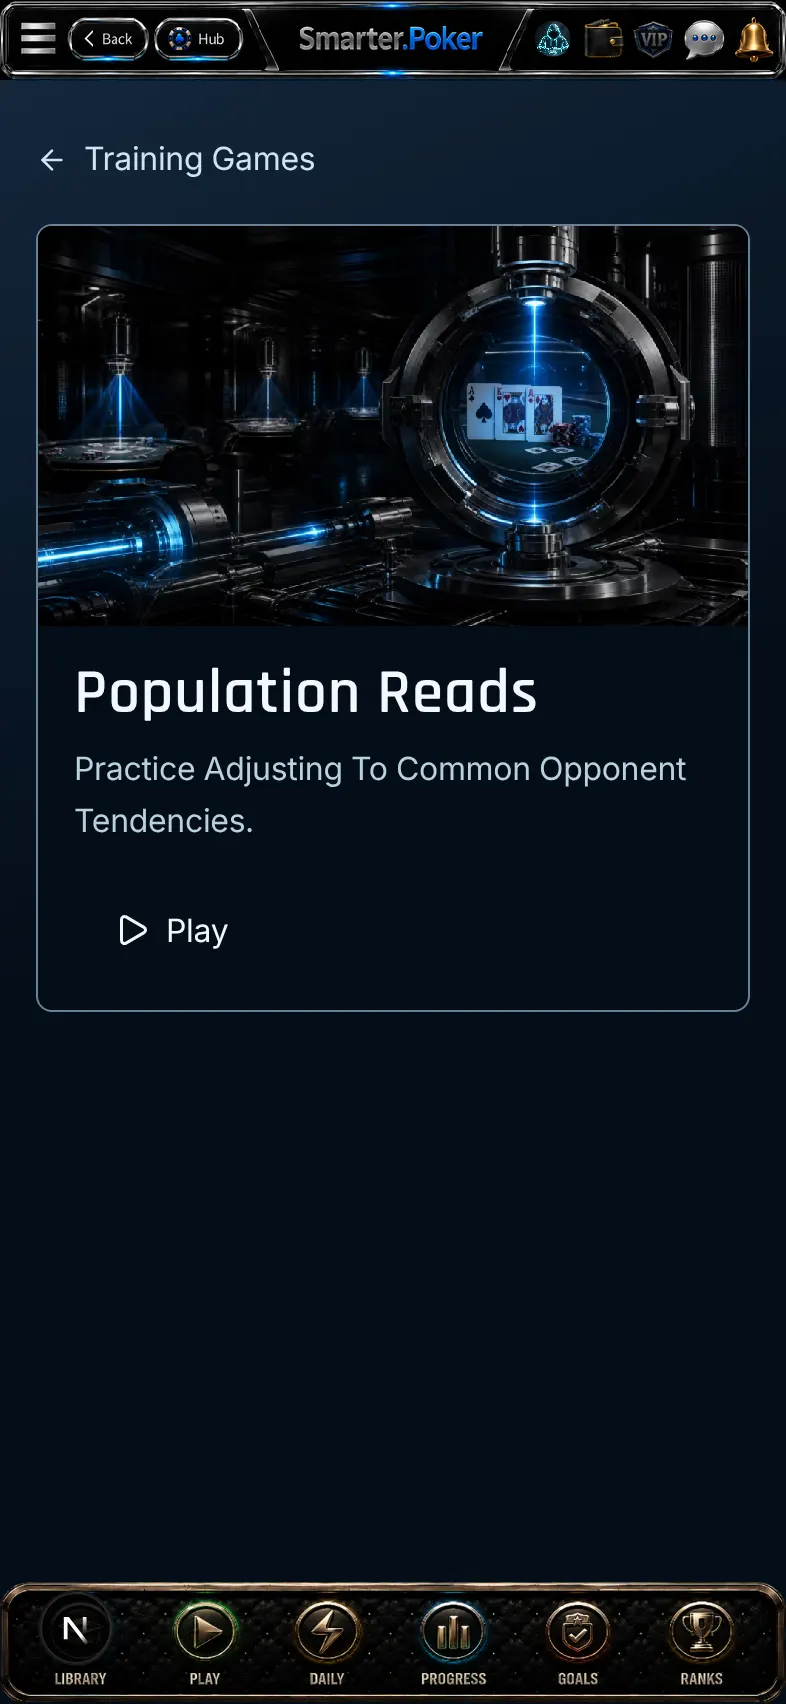 Back
Hub
Smarter.Poker
VIP
Training Games
Population Reads
Practice Adjusting To Common Opponent
Tendencies.
Play
N
LIBRARY
PLAY
DAILY
PROGRESS
GOALS
RANKS